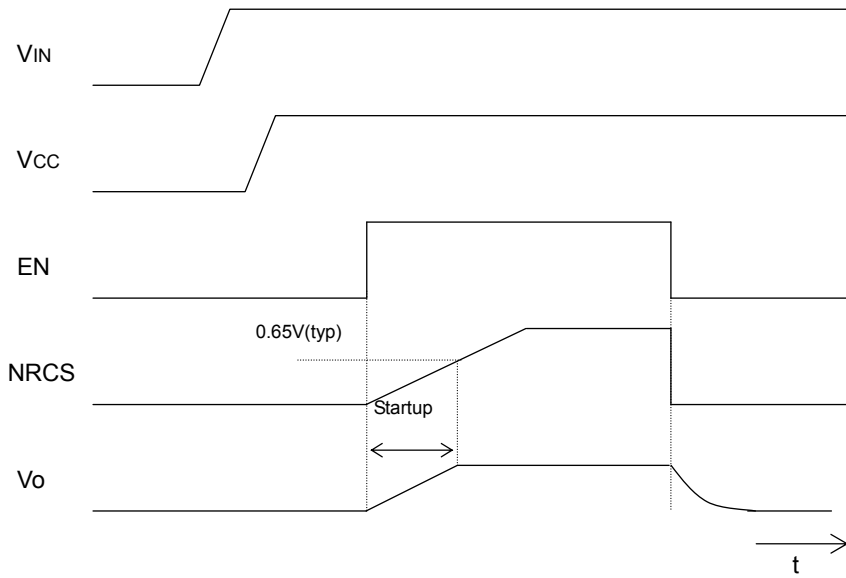 VIN
VCC
EN
0.65V(typ)
NRCS
Startup
Vo
t